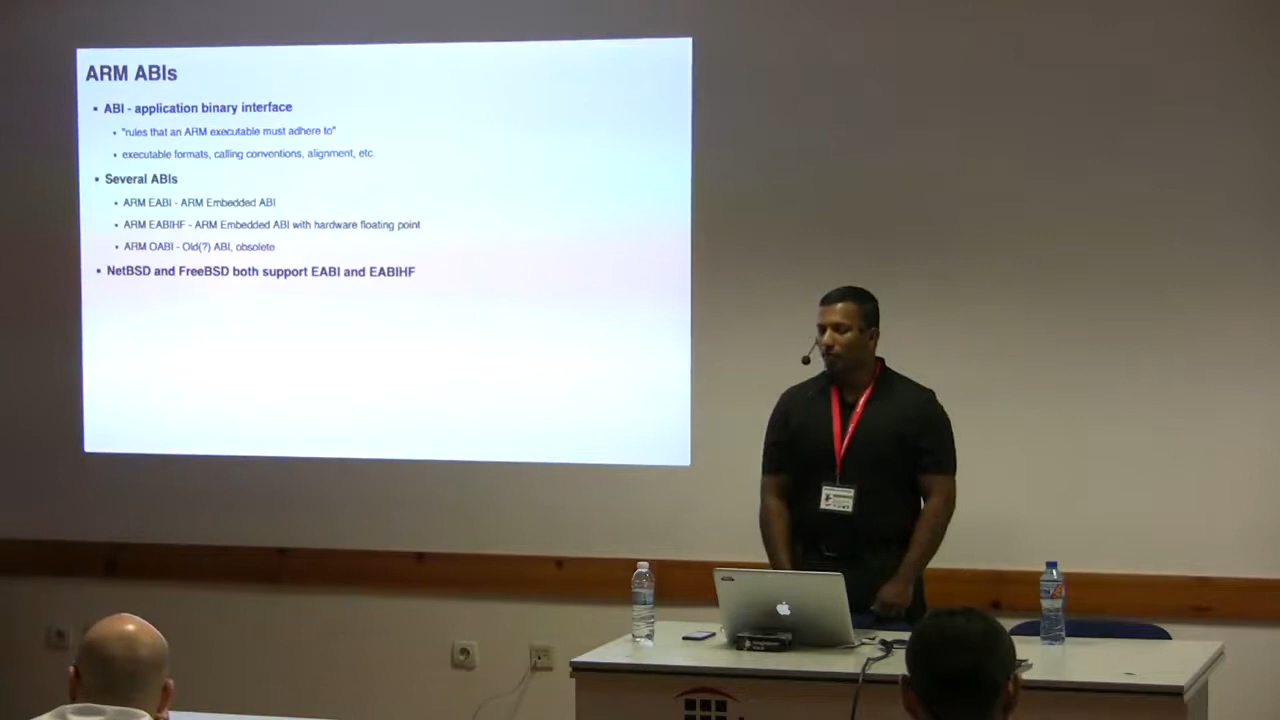 ARM ABIs
▪ ABI - application binary interface
• "rules that an ARM executable must adhere to"
• executable formats, calling conventions, alignment, etc.
▪ Several ABIs
• ARM EABI - ARM Embedded ABI
• ARM EABIHF - ARM Embedded ABI with hardware floating point
• ARM OABI - Old(?) ABI, obsolete
▪ NetBSD and FreeBSD both support EABI and EABIHF